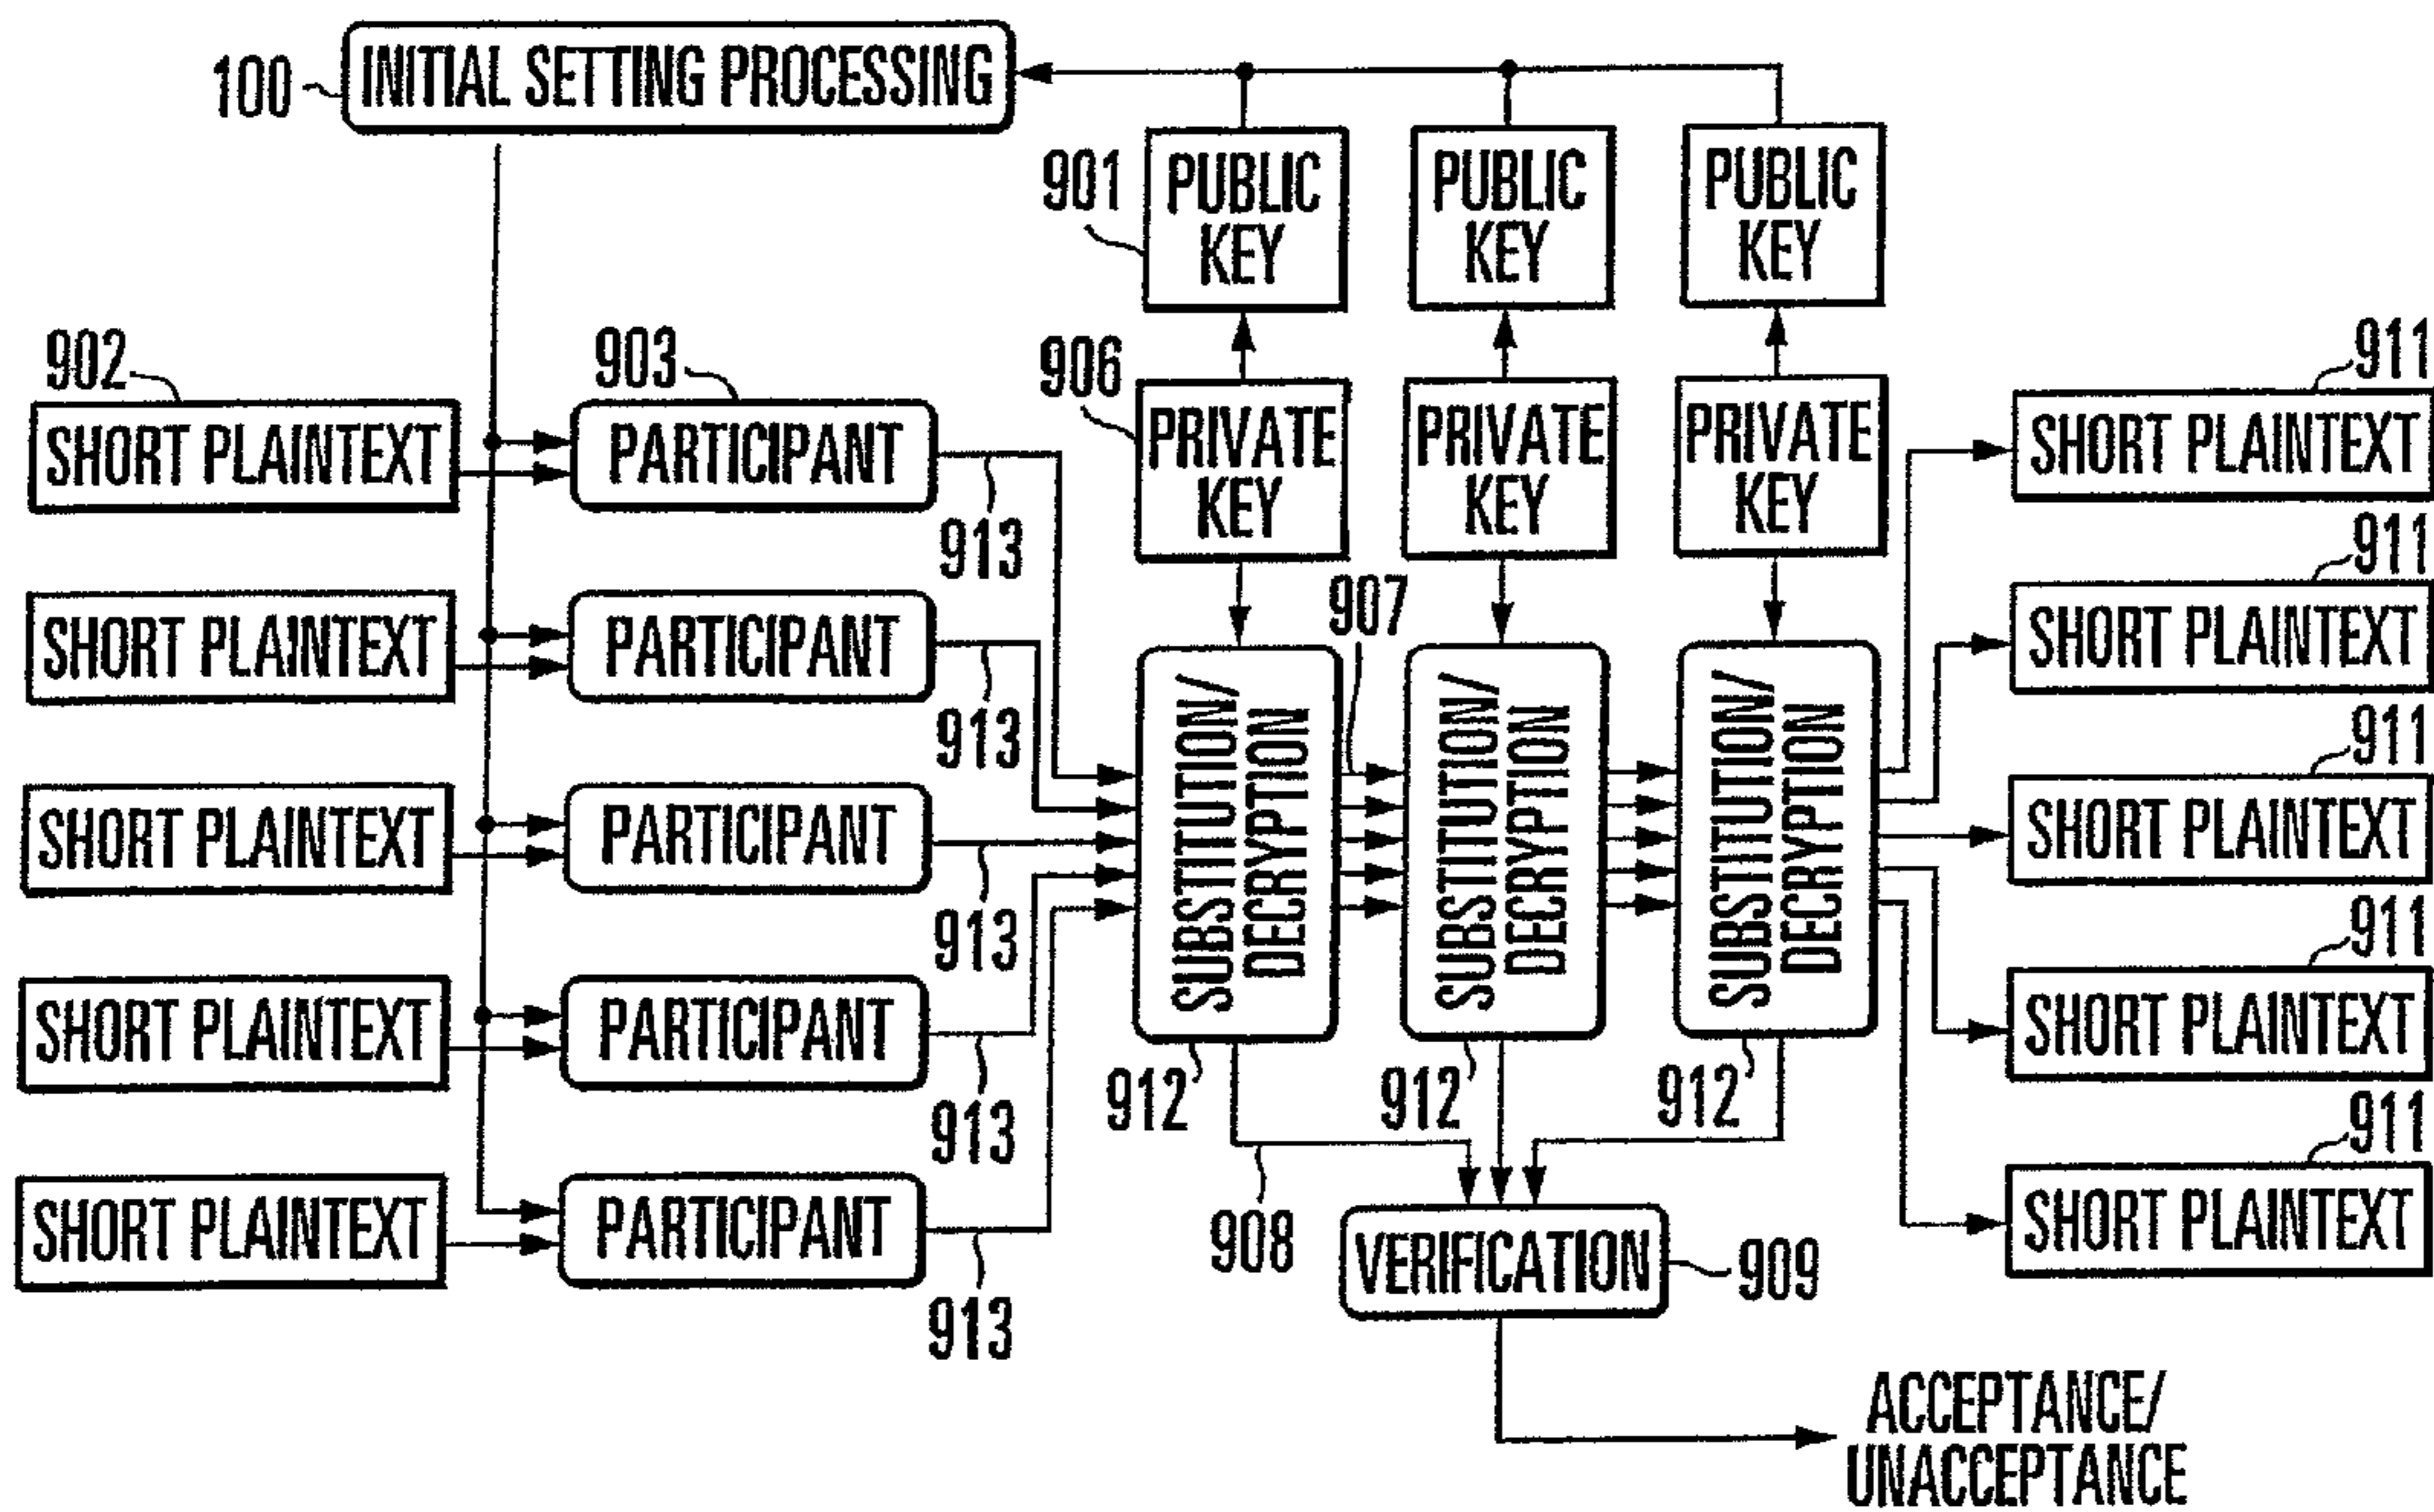 100
INITIAL SETTING PROCESSING
901
PUBLIC
KEY
PUBLIC
KEY
PUBLIC
KEY
906
PRIVATE
KEY
PRIVATE
KEY
PRIVATE
KEY
902
903
SHORT PLAINTEXT
PARTICIPANT
913
SHORT PLAINTEXT
PARTICIPANT
913
SHORT PLAINTEXT
PARTICIPANT
913
SHORT PLAINTEXT
PARTICIPANT
913
SHORT PLAINTEXT
PARTICIPANT
913
907
SUBSTITUTION/
DECRYPTION
SUBSTITUTION/
DECRYPTION
SUBSTITUTION/
DECRYPTION
912
912
912
911
SHORT PLAINTEXT
911
SHORT PLAINTEXT
911
SHORT PLAINTEXT
911
SHORT PLAINTEXT
911
SHORT PLAINTEXT
908
VERIFICATION
909
ACCEPTANCE/
UNACCEPTANCE